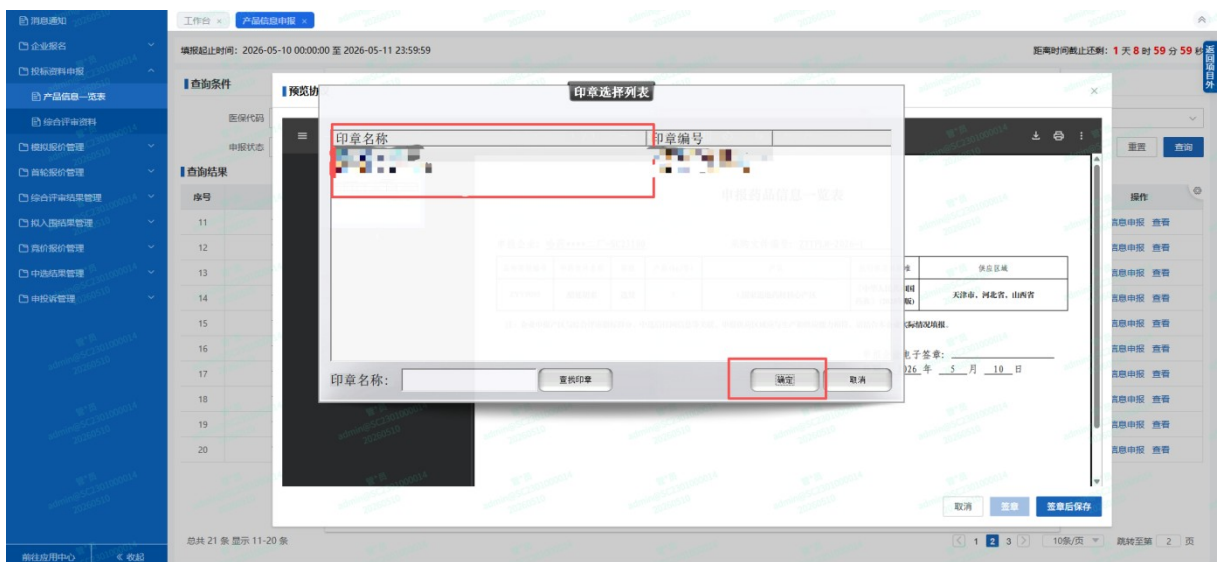 消息通知
工作台 ×
产品信息申报 ×
企业报名
填报起止时间：2026-05-10 00:00:00 至 2026-05-11 23:59:59
距离时间截止还剩：1 天 8 时 59 分 59 秒
返回项目外
投标资料申报
产品信息一览表
综合评审资料
模拟报价管理
首轮报价管理
综合评审结果管理
拟入围结果管理
竞价报价管理
中选结果管理
申投诉管理
前往应用中心
《 收起
查询条件
医保代码
申报状态
重置
查询
查询结果
序号
操作
11
信息申报 查看
12
信息申报 查看
13
信息申报 查看
14
信息申报 查看
15
信息申报 查看
16
信息申报 查看
17
信息申报 查看
18
信息申报 查看
19
信息申报 查看
20
信息申报 查看
总共 21 条 显示 11-20 条
1 2 3
10条/页
跳转至第 2 页
预览协
×
印章选择列表
印章名称
印章编号
印章名称：
查找印章
确定
取消
申报药品信息一览表
供应区域
天津市、河北省、山西省
实际情况填报．
电子签章：
026 年 5 月 10 日
取消
签章
签章后保存